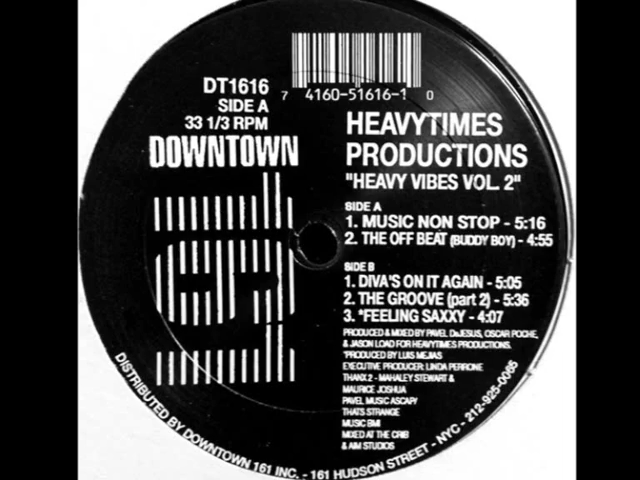 DT1616
SIDE A
33 1/3 RPM
7 4160-51616-1 0
DOWNTOWN
161
HEAVYTIMES
PRODUCTIONS
"HEAVY VIBES VOL. 2"
SIDE A
1. MUSIC NON STOP - 5:16
2. THE OFF BEAT (BUDDY BOY) - 4:55
SIDE B
1. DIVA'S ON IT AGAIN - 5:05
2. THE GROOVE (part 2) - 5:36
3. *FEELING SAXXY - 4:07
PRODUCED & MIXED BY PAVEL DeJESUS, OSCAR POCHE,
& JASON LOAD FOR HEAVYTIMES PRODUCTIONS.
*PRODUCED BY LUIS MEJIAS
EXECUTIVE PRODUCER: LINDA PERRONE
THANX 2 - MAHALEY STEWART &
MAURICE JOSHUA
PAVEL MUSIC ASCAP/
THATS STRANGE
MUSIC BMI
MIXED AT THE CRIB
& AIM STUDIOS
DISTRIBUTED BY DOWNTOWN 161 INC. - 161 HUDSON STREET - NYC - 212-925-0065